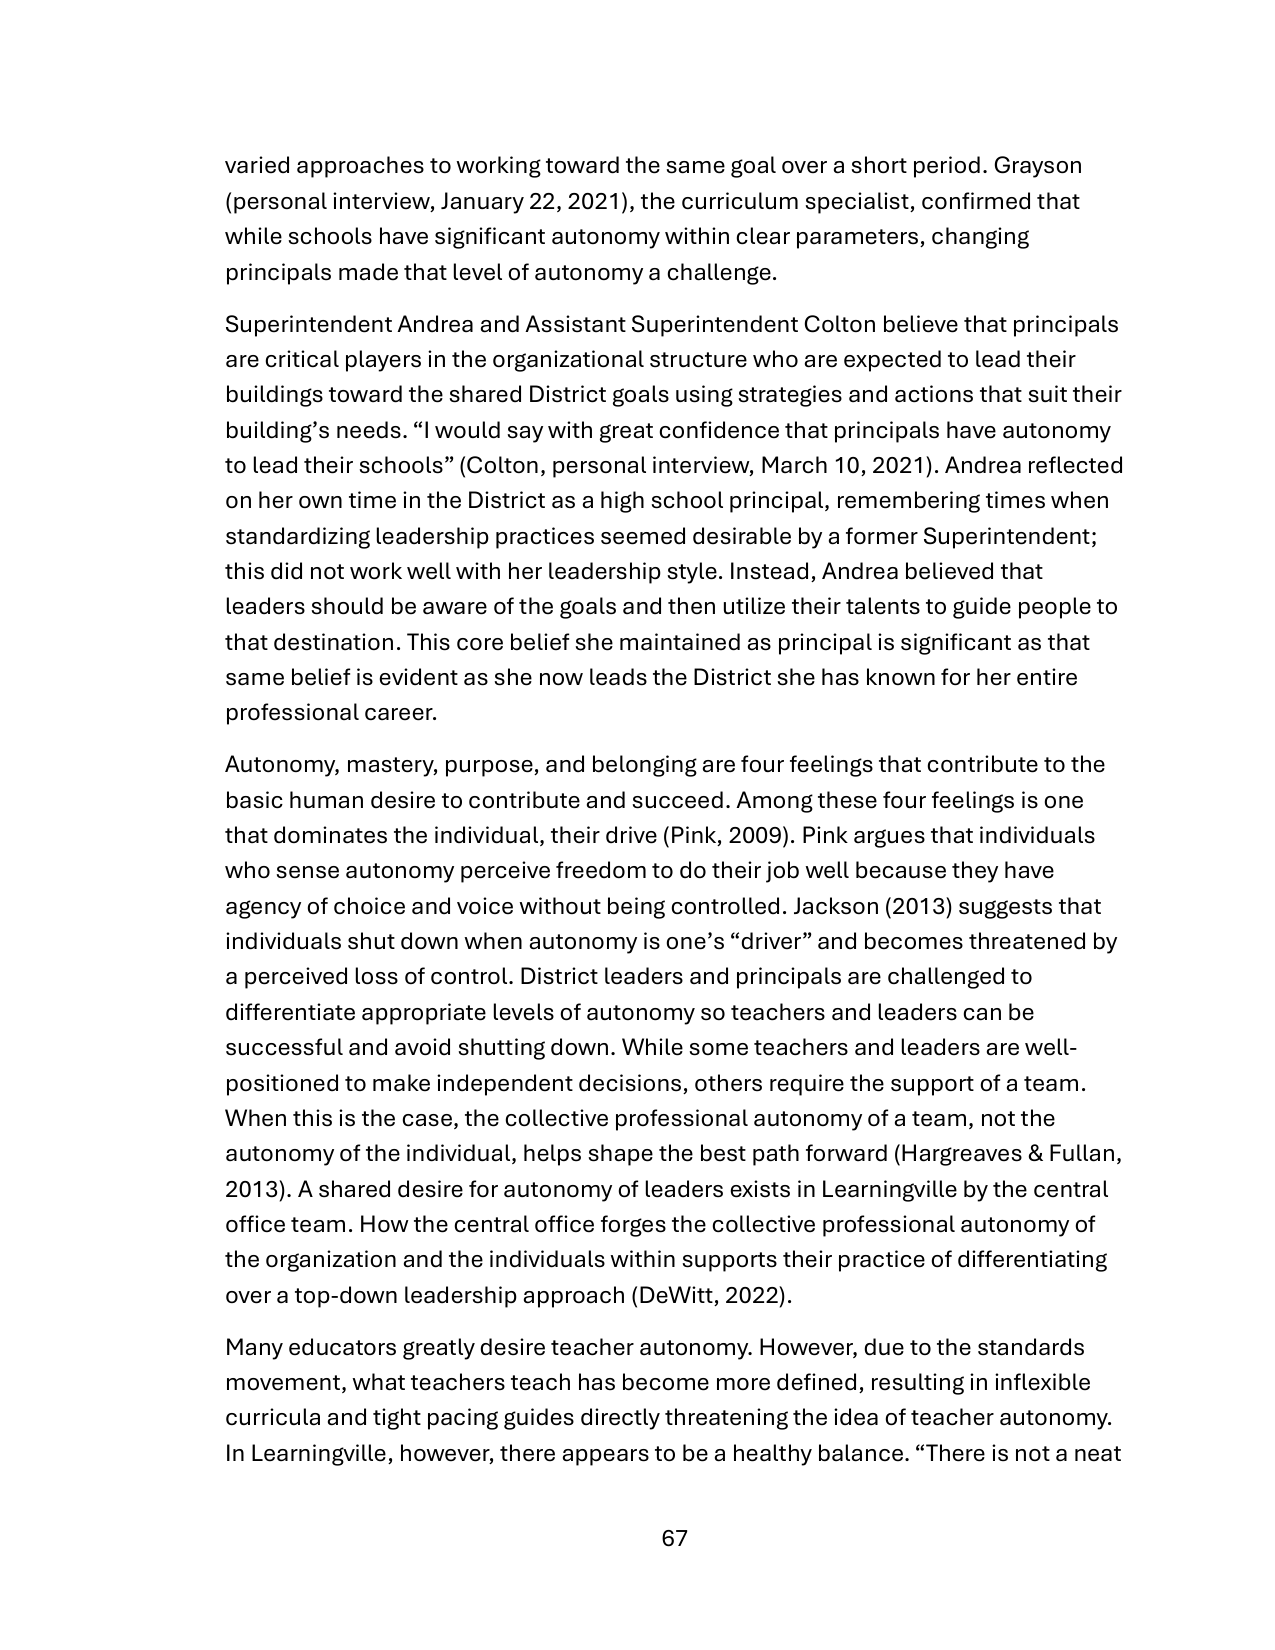 varied approaches to working toward the same goal over a short period. Grayson
(personal interview, January 22, 2021), the curriculum specialist, confirmed that
while schools have significant autonomy within clear parameters, changing
principals made that level of autonomy a challenge.
Superintendent Andrea and Assistant Superintendent Colton believe that principals
are critical players in the organizational structure who are expected to lead their
buildings toward the shared District goals using strategies and actions that suit their
building’s needs. “I would say with great confidence that principals have autonomy
to lead their schools” (Colton, personal interview, March 10, 2021). Andrea reflected
on her own time in the District as a high school principal, remembering times when
standardizing leadership practices seemed desirable by a former Superintendent;
this did not work well with her leadership style. Instead, Andrea believed that
leaders should be aware of the goals and then utilize their talents to guide people to
that destination. This core belief she maintained as principal is significant as that
same belief is evident as she now leads the District she has known for her entire
professional career.
Autonomy, mastery, purpose, and belonging are four feelings that contribute to the
basic human desire to contribute and succeed. Among these four feelings is one
that dominates the individual, their drive (Pink, 2009). Pink argues that individuals
who sense autonomy perceive freedom to do their job well because they have
agency of choice and voice without being controlled. Jackson (2013) suggests that
individuals shut down when autonomy is one’s “driver” and becomes threatened by
a perceived loss of control. District leaders and principals are challenged to
differentiate appropriate levels of autonomy so teachers and leaders can be
successful and avoid shutting down. While some teachers and leaders are well-
positioned to make independent decisions, others require the support of a team.
When this is the case, the collective professional autonomy of a team, not the
autonomy of the individual, helps shape the best path forward (Hargreaves & Fullan,
2013). A shared desire for autonomy of leaders exists in Learningville by the central
office team. How the central office forges the collective professional autonomy of
the organization and the individuals within supports their practice of differentiating
over a top-down leadership approach (DeWitt, 2022).
Many educators greatly desire teacher autonomy. However, due to the standards
movement, what teachers teach has become more defined, resulting in inflexible
curricula and tight pacing guides directly threatening the idea of teacher autonomy.
In Learningville, however, there appears to be a healthy balance. “There is not a neat
67